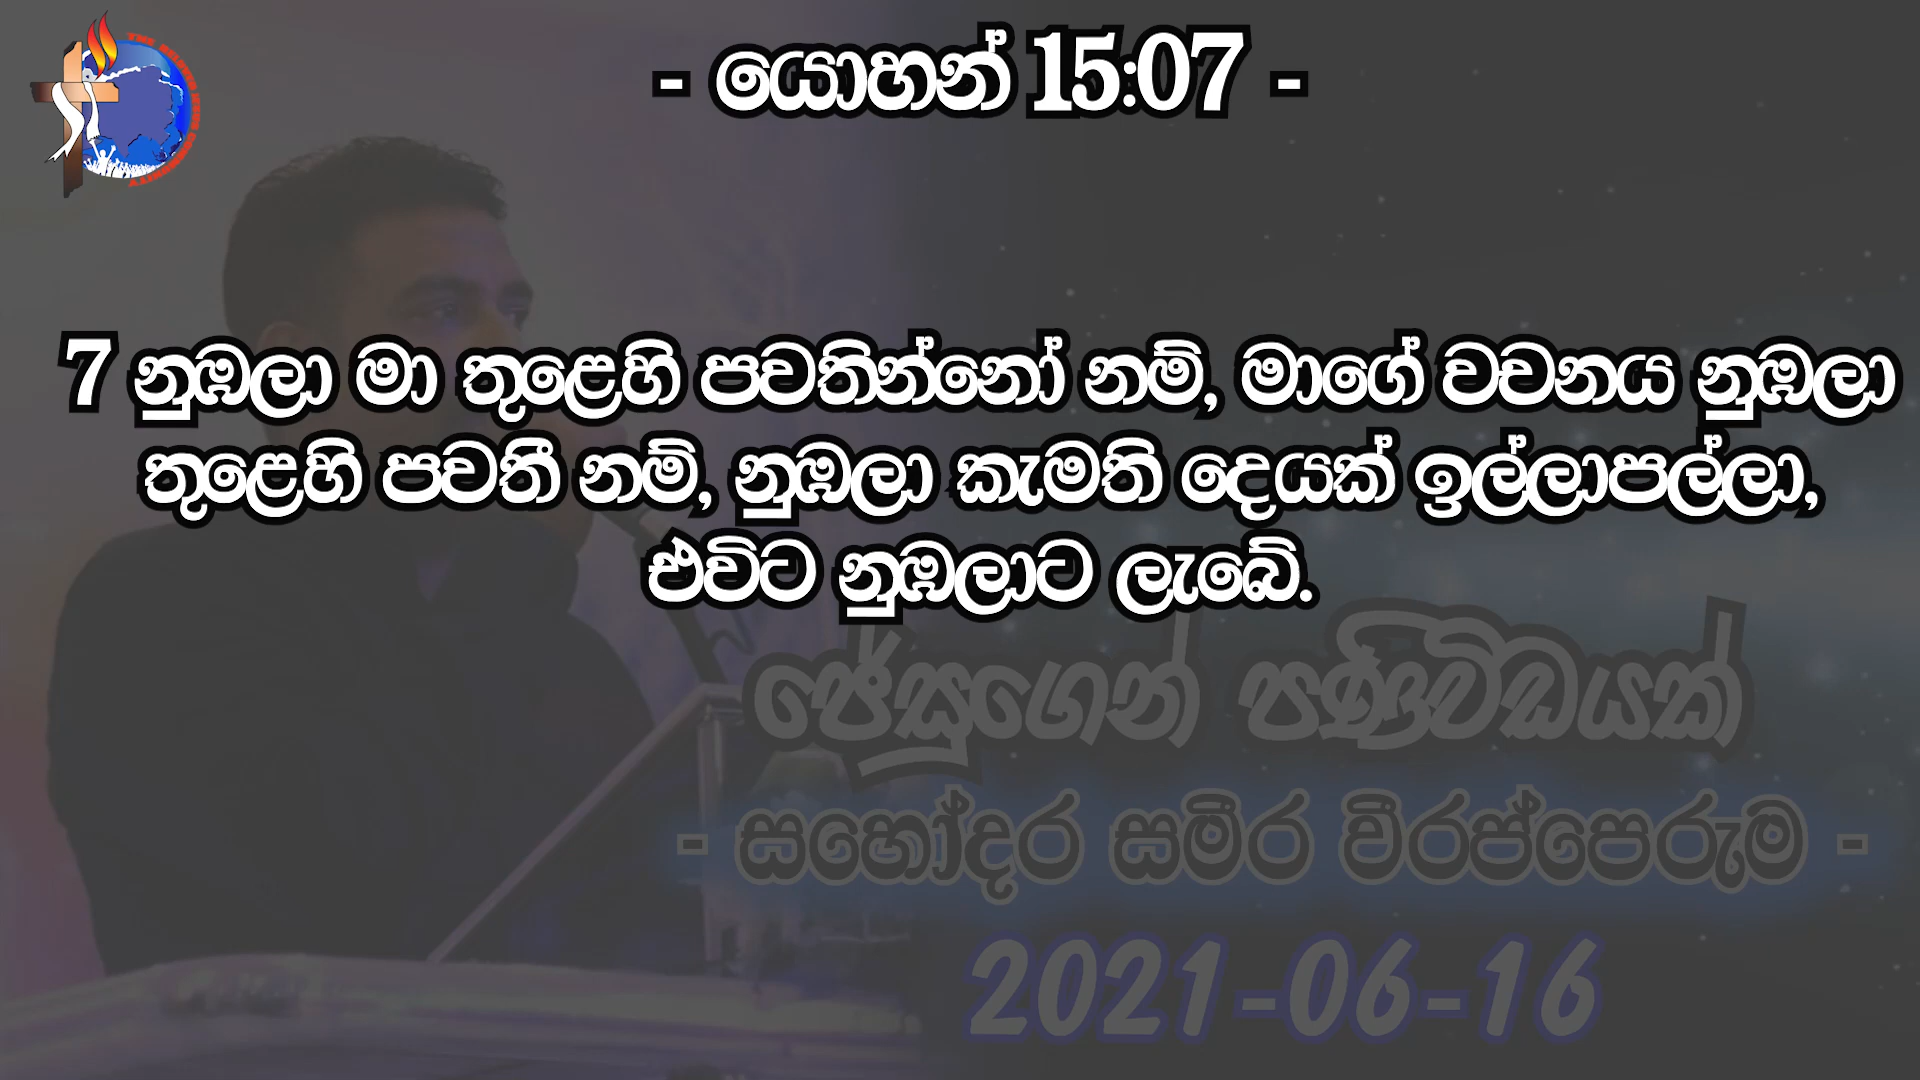 - යොහන් 15:07 -
7 නුඹලා මා තුළෙහි පවතින්නෝ නම්, මාගේ වචනය නුඹලා
තුළෙහි පවතී නම්, නුඹලා කැමති දෙයක් ඉල්ලාපල්ලා,
එවිට නුඹලාට ලැබේ.
ජේසුගෙන් පණිවිඩයක්
- සහෝදර සමීර වීරප්පෙරුම -
2021-06-16